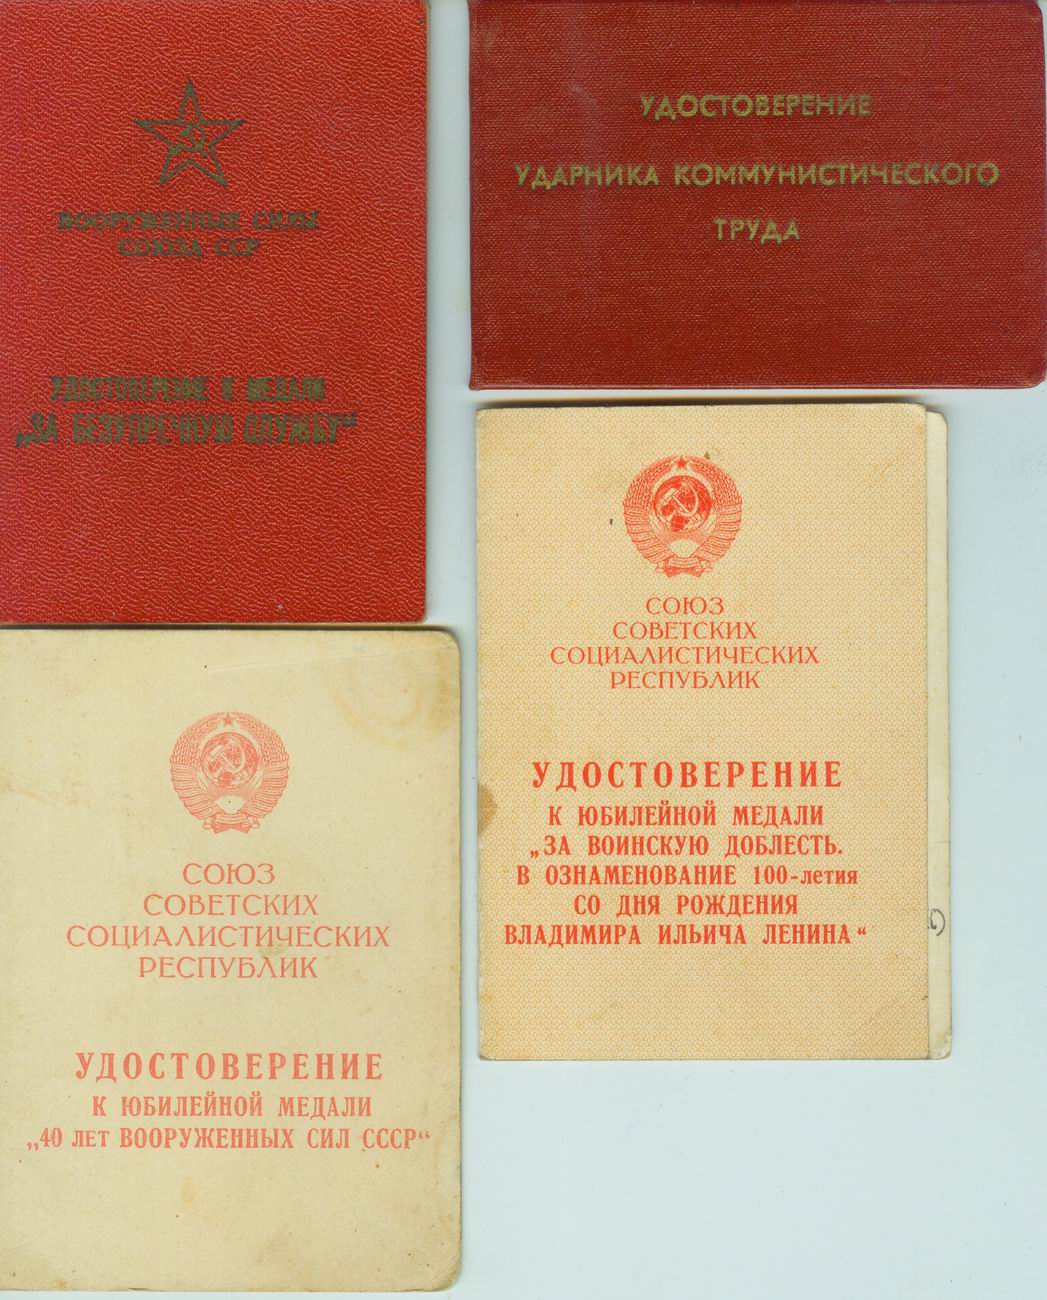 ВООРУЖЕННЫЕ СИЛЫ
СОЮЗА ССР
УДОСТОВЕРЕНИЕ К МЕДАЛИ
„ЗА БЕЗУПРЕЧНУЮ СЛУЖБУ“
УДОСТОВЕРЕНИЕ
УДАРНИКА КОММУНИСТИЧЕСКОГО
ТРУДА
СОЮЗ
СОВЕТСКИХ
СОЦИАЛИСТИЧЕСКИХ
РЕСПУБЛИК
УДОСТОВЕРЕНИЕ
К ЮБИЛЕЙНОЙ МЕДАЛИ
„ЗА ВОИНСКУЮ ДОБЛЕСТЬ.
В ОЗНАМЕНОВАНИЕ 100-летия
СО ДНЯ РОЖДЕНИЯ
ВЛАДИМИРА ИЛЬИЧА ЛЕНИНА“
СОЮЗ
СОВЕТСКИХ
СОЦИАЛИСТИЧЕСКИХ
РЕСПУБЛИК
УДОСТОВЕРЕНИЕ
К ЮБИЛЕЙНОЙ МЕДАЛИ
„40 лет ВООРУЖЕННЫХ СИЛ СССР“